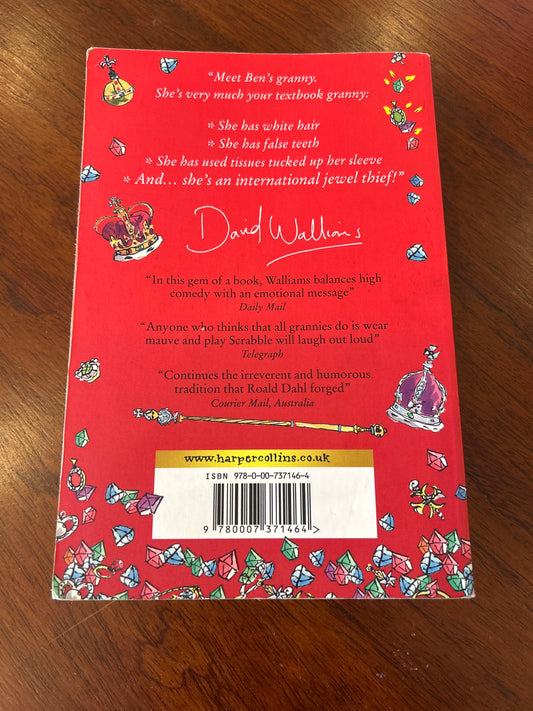 “Meet Ben’s granny.
She’s very much your textbook granny:
* She has white hair
* She has false teeth
* She has used tissues tucked up her sleeve
* And... she’s an international jewel thief!”
David Walliams
“In this gem of a book, Walliams balances high
comedy with an emotional message”
Daily Mail
“Anyone who thinks that all grannies do is wear
mauve and play Scrabble will laugh out loud”
Telegraph
“Continues the irreverent and humorous
tradition that Roald Dahl forged”
Courier Mail, Australia
www.harpercollins.co.uk
ISBN 978-0-00-737146-4
9 780007 371464 >